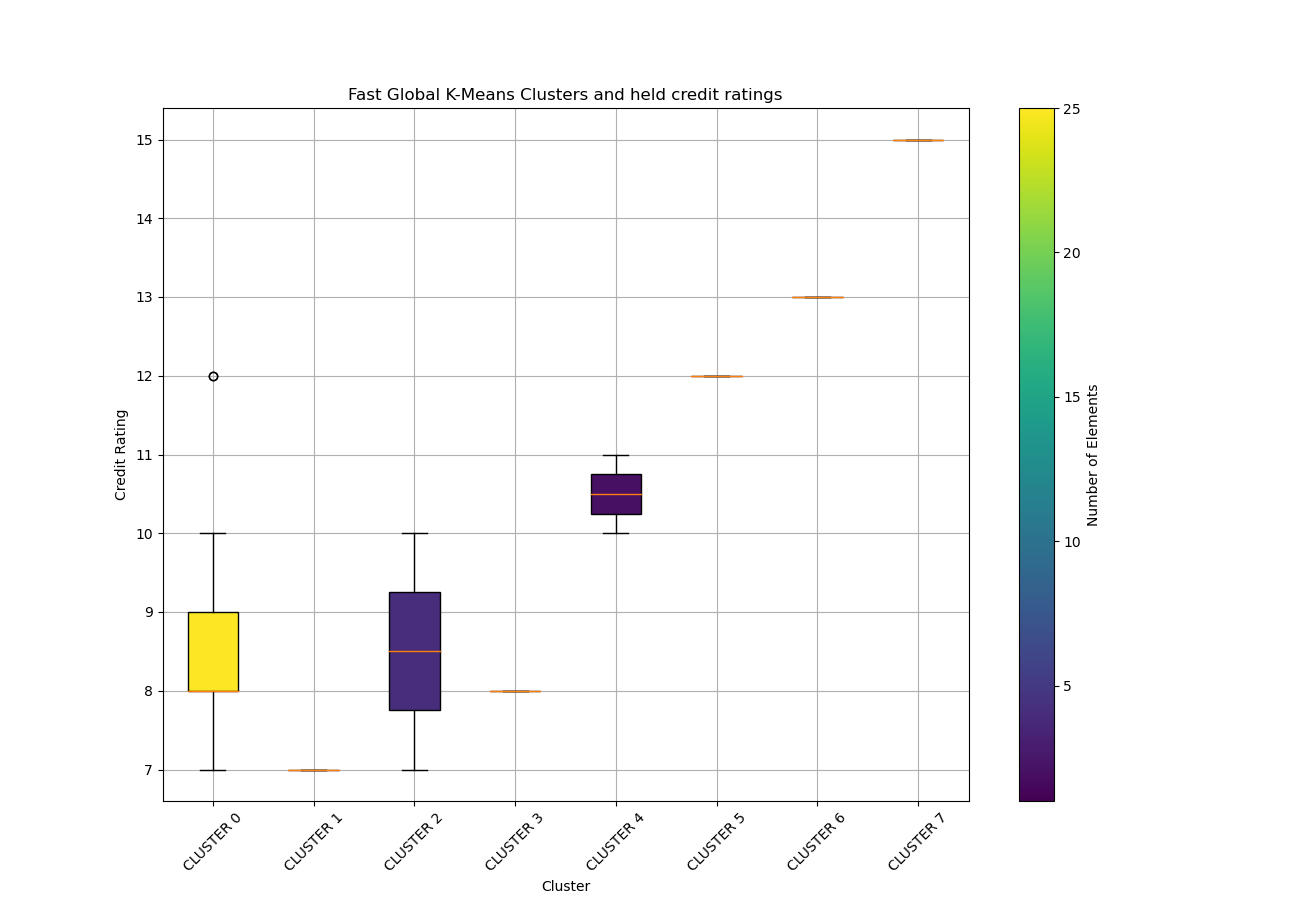 Fast Global K-Means Clusters and held credit ratings
15
14
13
12
11
10
9
8
7
Credit Rating
CLUSTER 0
CLUSTER 1
CLUSTER 2
CLUSTER 3
CLUSTER 4
CLUSTER 5
CLUSTER 6
CLUSTER 7
Cluster
25
20
15
10
5
Number of Elements